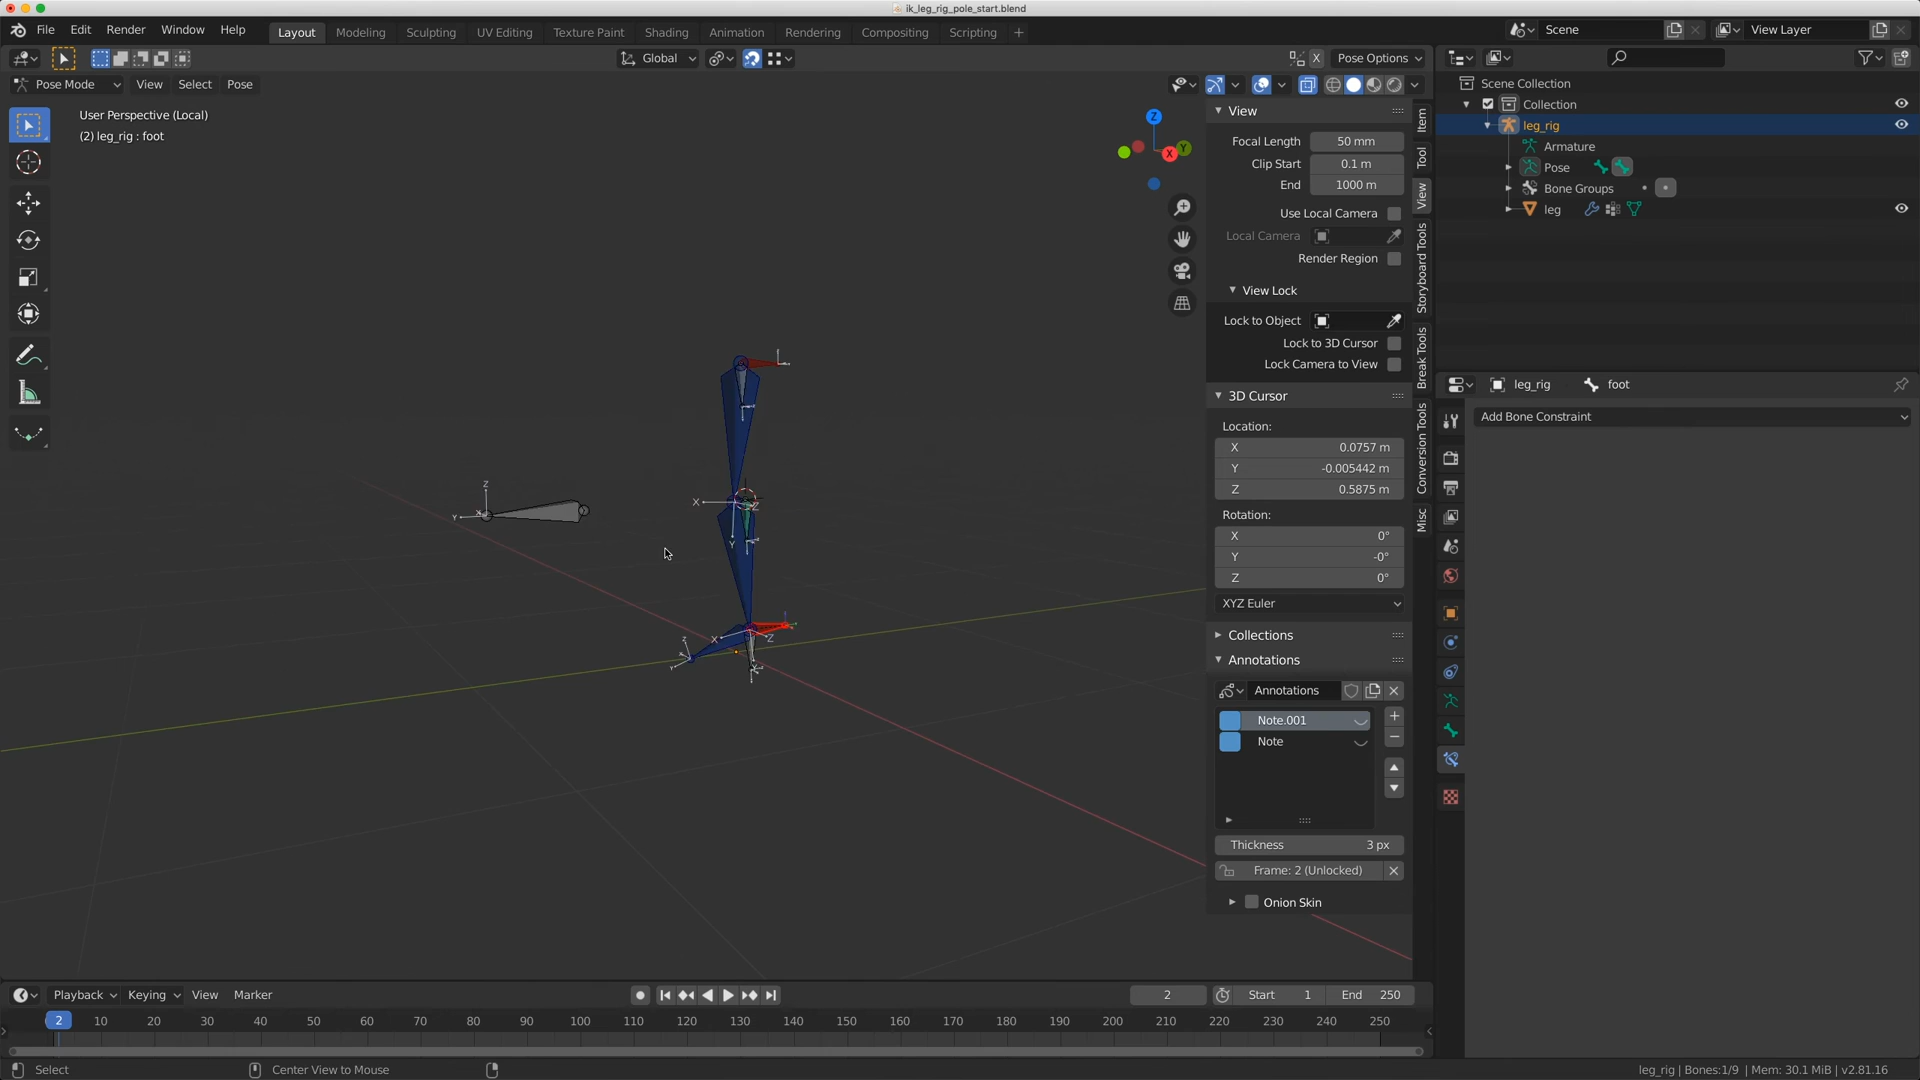 ik_leg_rig_pole_start.blend
File Edit Render Window Help Layout Modeling Sculpting UV Editing Texture Paint Shading Animation Rendering Compositing Scripting +
Scene View Layer
Global Pose Options
X
Pose Mode View Select Pose
User Perspective (Local)
(2) leg_rig : foot
Z
X
Y
View
Focal Length 50 mm
Clip Start 0.1 m
End 1000 m
Use Local Camera
Local Camera
Render Region
View Lock
Lock to Object
Lock to 3D Cursor
Lock Camera to View
3D Cursor
Location:
X 0.0757 m
Y -0.005442 m
Z 0.5875 m
Rotation:
X 0°
Y -0°
Z 0°
XYZ Euler
Collections
Annotations
Annotations
Note.001
Note
Thickness 3 px
Frame: 2 (Unlocked)
Onion Skin
Item
Tool
View
Storyboard Tools
Break Tools
Conversion Tools
Misc
Scene Collection
Collection
leg_rig
Armature
Pose
Bone Groups
leg
leg_rig foot
Add Bone Constraint
Z
Y
X
Z
Y
X
Z
Playback Keying View Marker 2 Start 1 End 250
2 10 20 30 40 50 60 70 80 90 100 110 120 130 140 150 160 170 180 190 200 210 220 230 240 250
Select Center View to Mouse leg_rig | Bones:1/9 | Mem: 30.1 MiB | v2.81.16